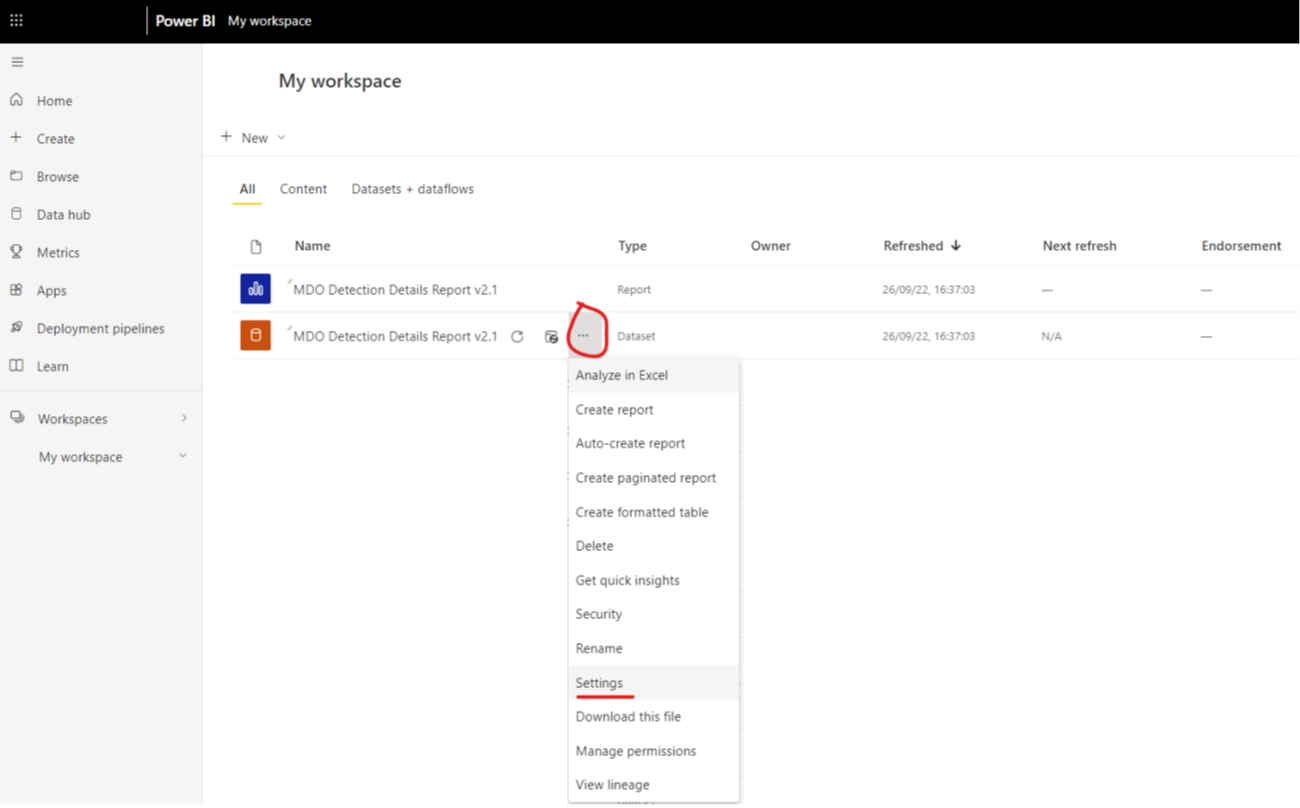 Power BI My workspace
My workspace
Home
Create
Browse
Data hub
Metrics
Apps
Deployment pipelines
Learn
Workspaces
My workspace
New
All Content Datasets + dataflows
Name Type Owner Refreshed Next refresh Endorsement
MDO Detection Details Report v2.1 Report 26/09/22, 16:37:03 — —
MDO Detection Details Report v2.1 ... Dataset 26/09/22, 16:37:03 N/A —
Analyze in Excel
Create report
Auto-create report
Create paginated report
Create formatted table
Delete
Get quick insights
Security
Rename
Settings
Download this file
Manage permissions
View lineage